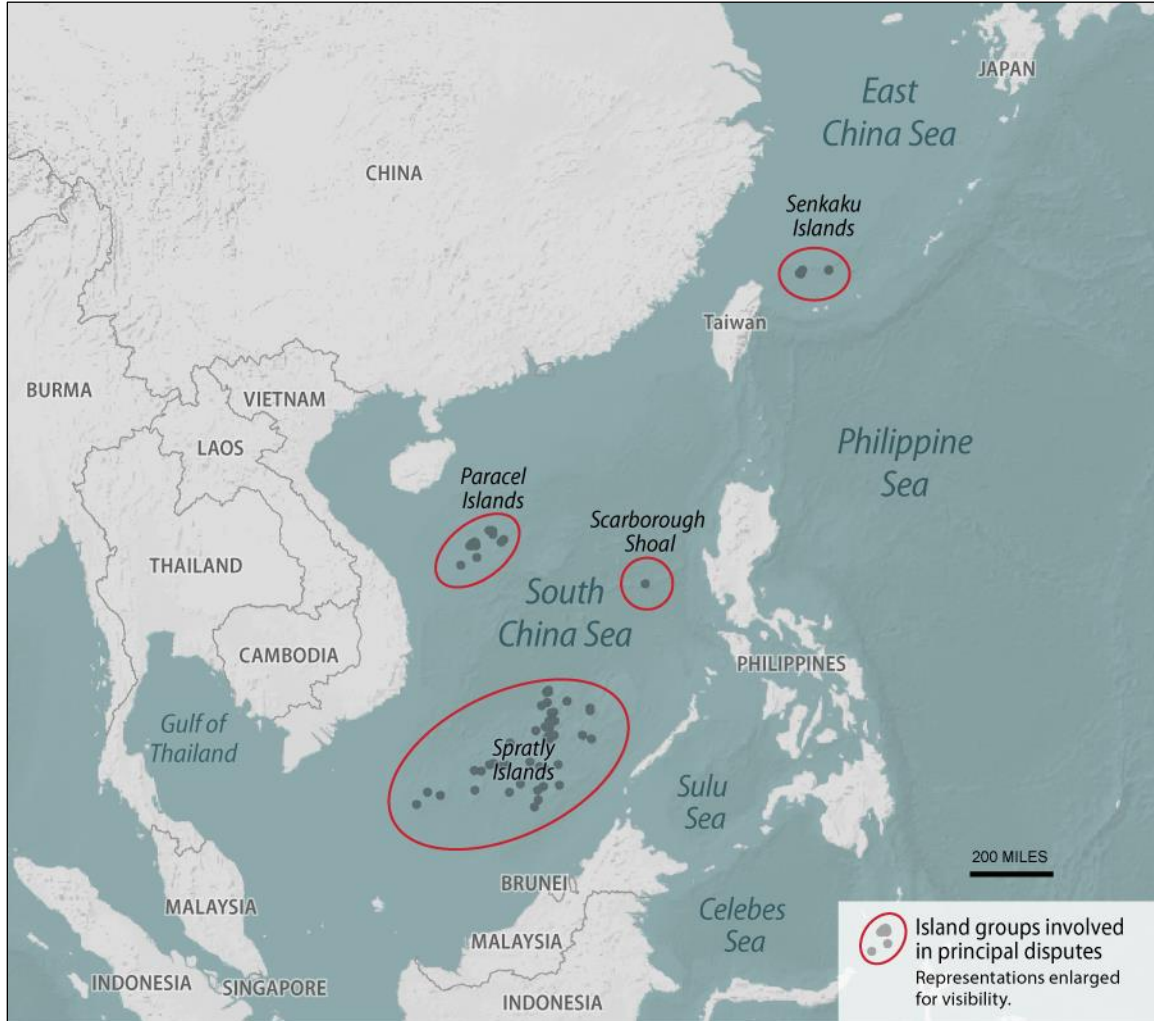 JAPAN
East
China Sea
CHINA
Senkaku
Islands
Taiwan
BURMA
VIETNAM
LAOS
Philippine
Sea
Paracel
Islands
Scarborough
Shoal
THAILAND
South
China Sea
CAMBODIA
PHILIPPINES
Gulf of
Thailand
Spratly
Islands
Sulu
Sea
200 MILES
BRUNEI
MALAYSIA
Celebes
Sea
MALAYSIA
INDONESIA
SINGAPORE
INDONESIA
Island groups involved
in principal disputes
Representations enlarged
for visibility.